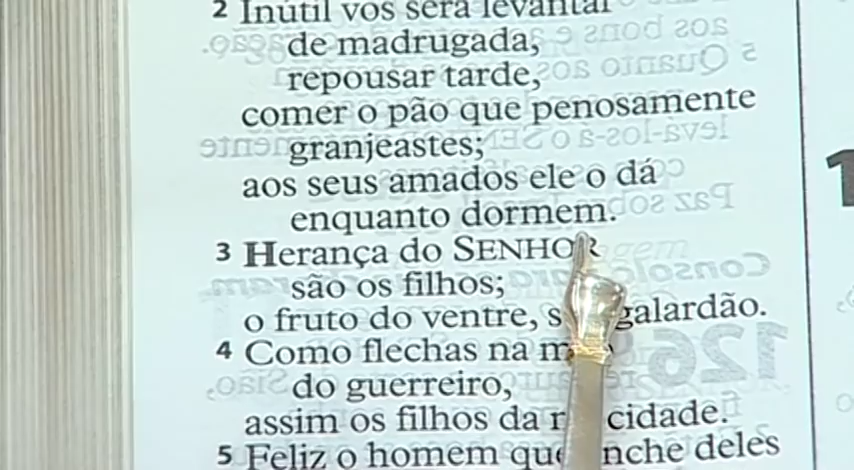 2 Inútil vos será levantar
de madrugada,
repousar tarde,
comer o pão que penosamente
granjeastes;
aos seus amados ele o dá
enquanto dormem.
3 Herança do SENHOR
são os filhos;
o fruto do ventre, galardão.
4 Como flechas na
do guerreiro,
assim os filhos da cidade.
5 Feliz o homem que deles